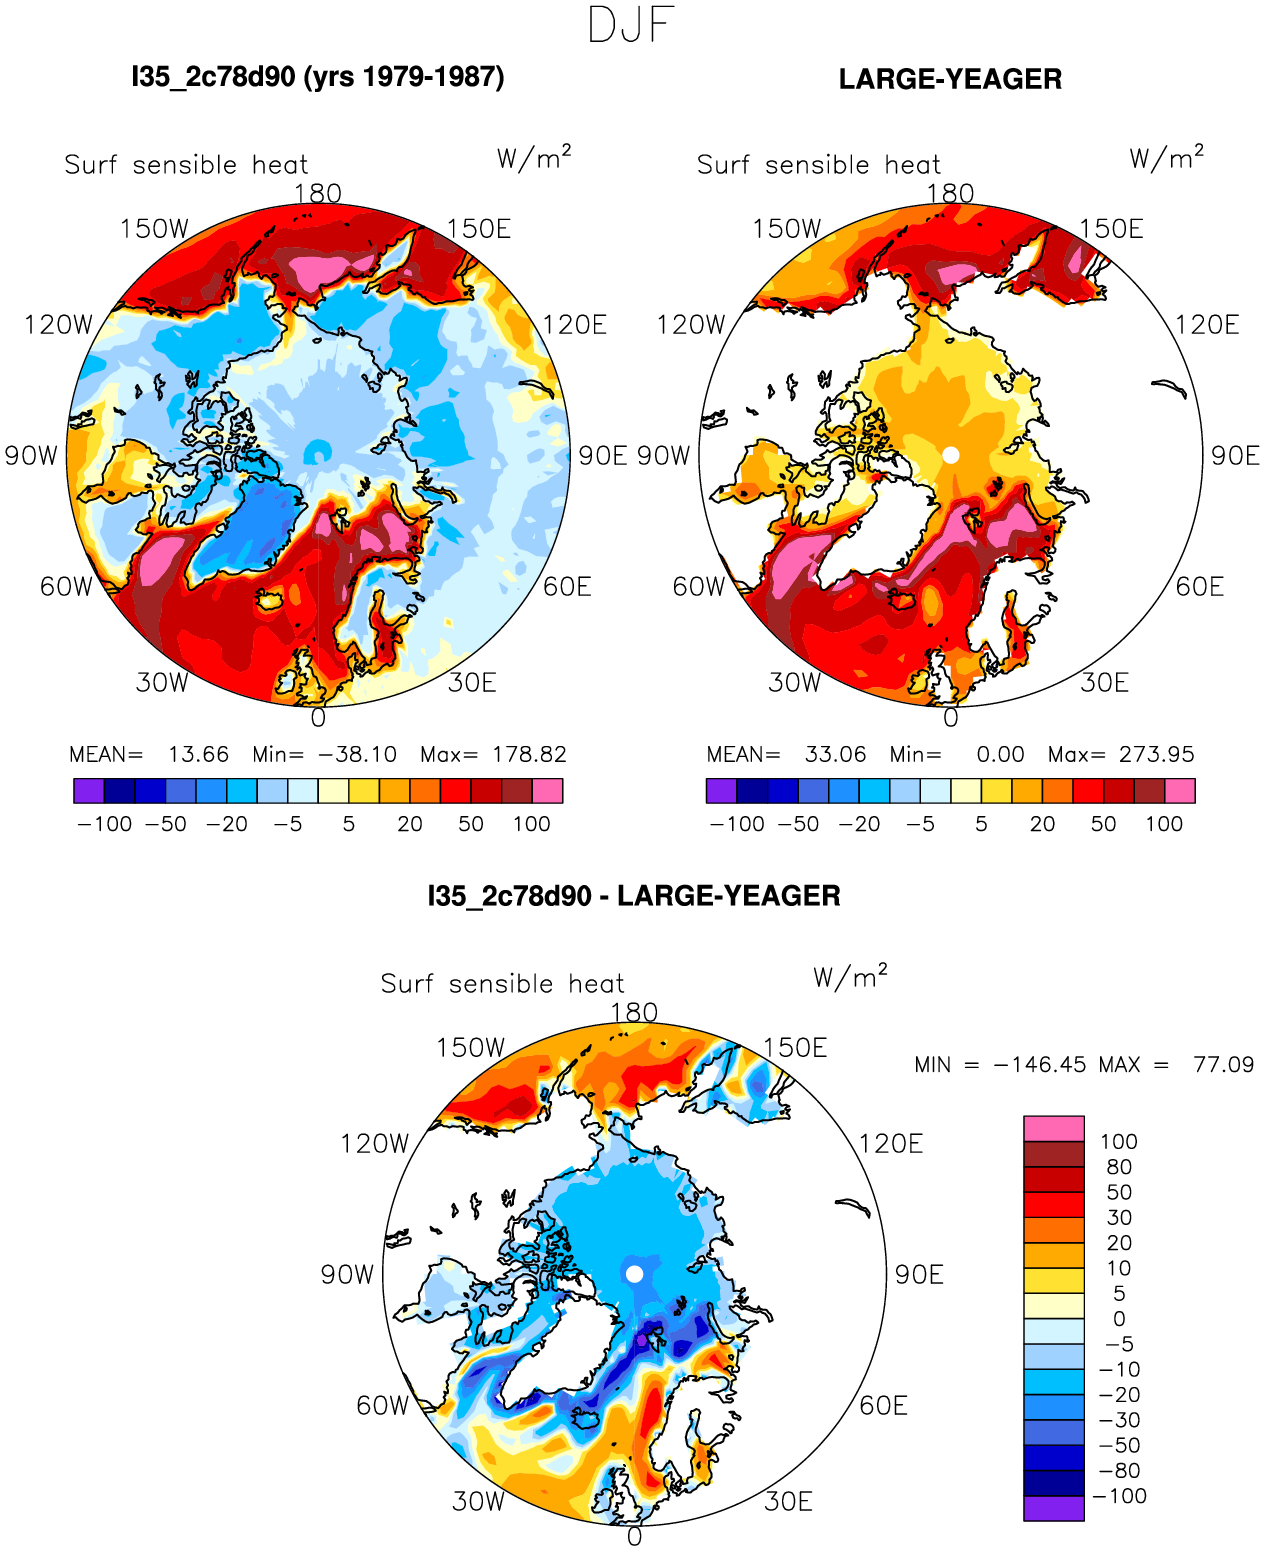 DJF
I35_2c78d90 (yrs 1979-1987)
LARGE-YEAGER
Surf sensible heat
W/m²
180
150W
150E
120W
120E
90W
90E
60W
60E
30W
30E
0
MEAN= 13.66 Min= −38.10 Max= 178.82
−100 −50 −20 −5 5 20 50 100
Surf sensible heat
W/m²
180
150W
150E
120W
120E
90W
90E
60W
60E
30W
30E
0
MEAN= 33.06 Min= 0.00 Max= 273.95
−100 −50 −20 −5 5 20 50 100
I35_2c78d90 - LARGE-YEAGER
Surf sensible heat
W/m²
180
150W
150E
120W
120E
90W
90E
60W
60E
30W
30E
0
MIN = −146.45 MAX = 77.09
100
80
50
30
20
10
5
0
−5
−10
−20
−30
−50
−80
−100